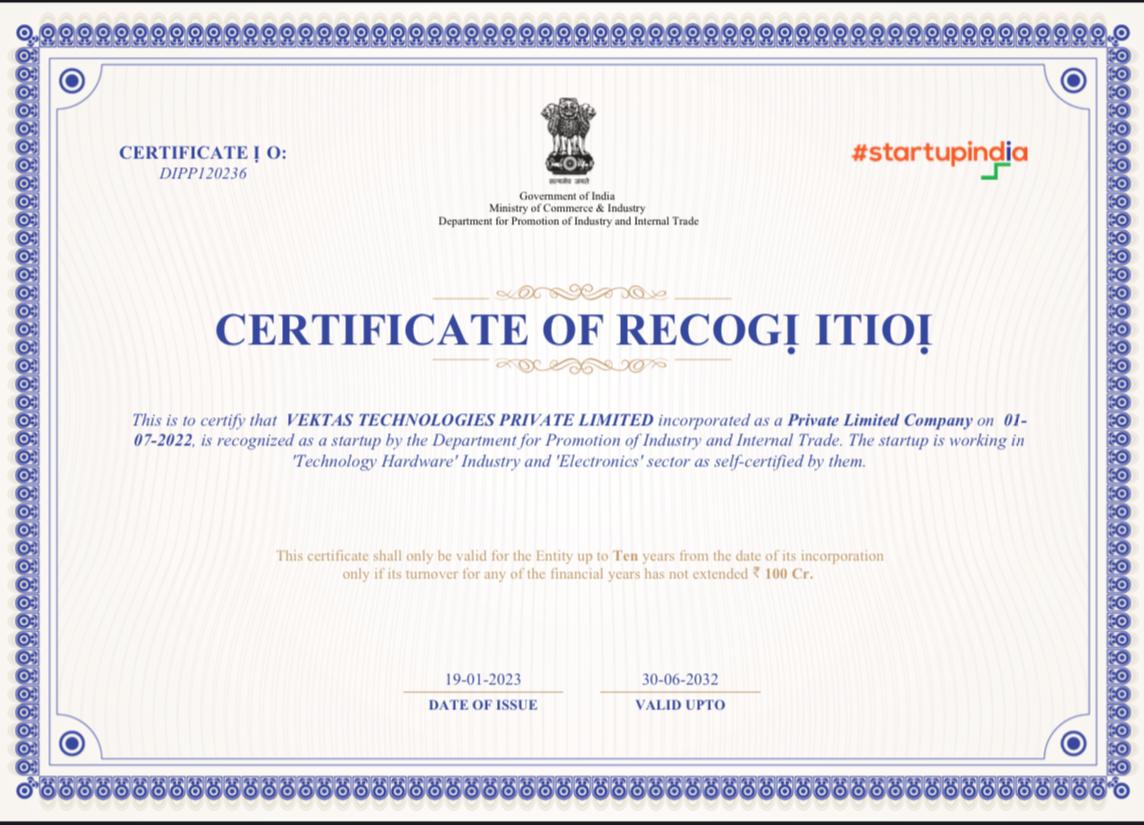 CERTIFICATE Ị O:
DIPP120236
सत्यमेव जयते
#startupindia
Government of India
Ministry of Commerce & Industry
Department for Promotion of Industry and Internal Trade
CERTIFICATE OF RECOGỊ ITIOỊ
This is to certify that VEKTAS TECHNOLOGIES PRIVATE LIMITED incorporated as a Private Limited Company on 01-
07-2022, is recognized as a startup by the Department for Promotion of Industry and Internal Trade. The startup is working in
'Technology Hardware' Industry and 'Electronics' sector as self-certified by them.
This certificate shall only be valid for the Entity up to Ten years from the date of its incorporation
only if its turnover for any of the financial years has not extended ₹ 100 Cr.
19-01-2023
DATE OF ISSUE
30-06-2032
VALID UPTO